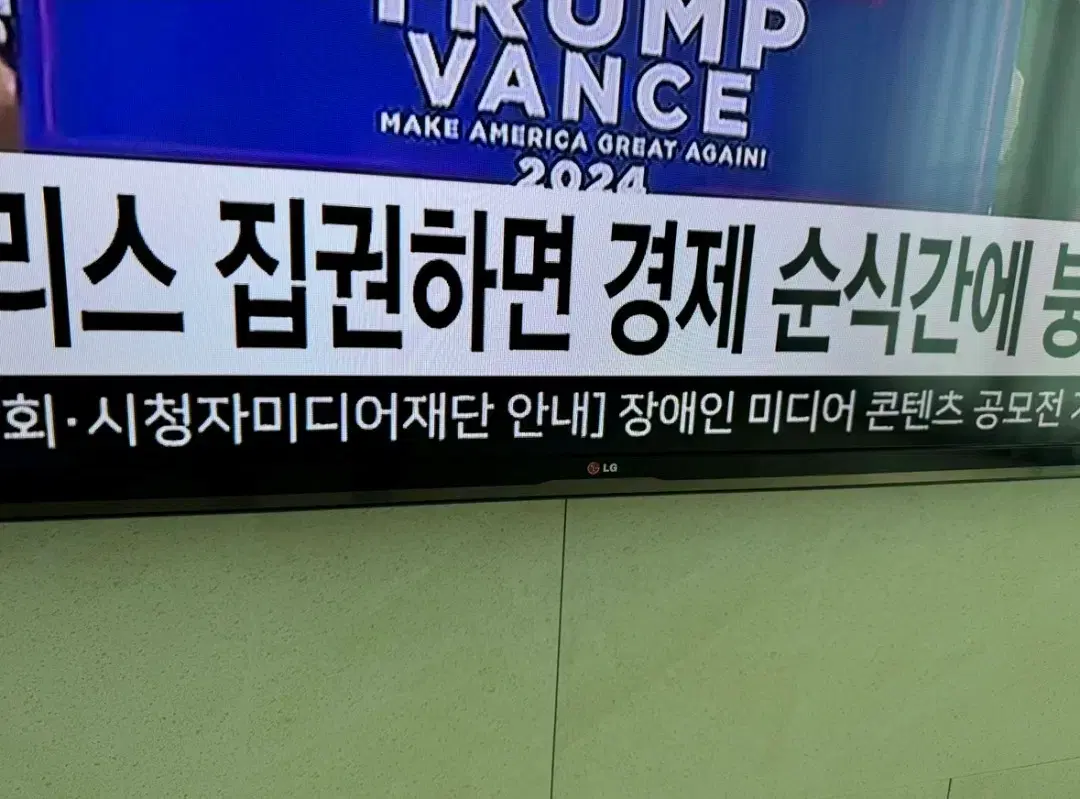 TRUMP
VANCE
MAKE AMERICA GREAT AGAIN!
2024
리스 집권하면 경제 순식간에 붕
회·시청자미디어재단 안내] 장애인 미디어 콘텐츠 공모전
LG